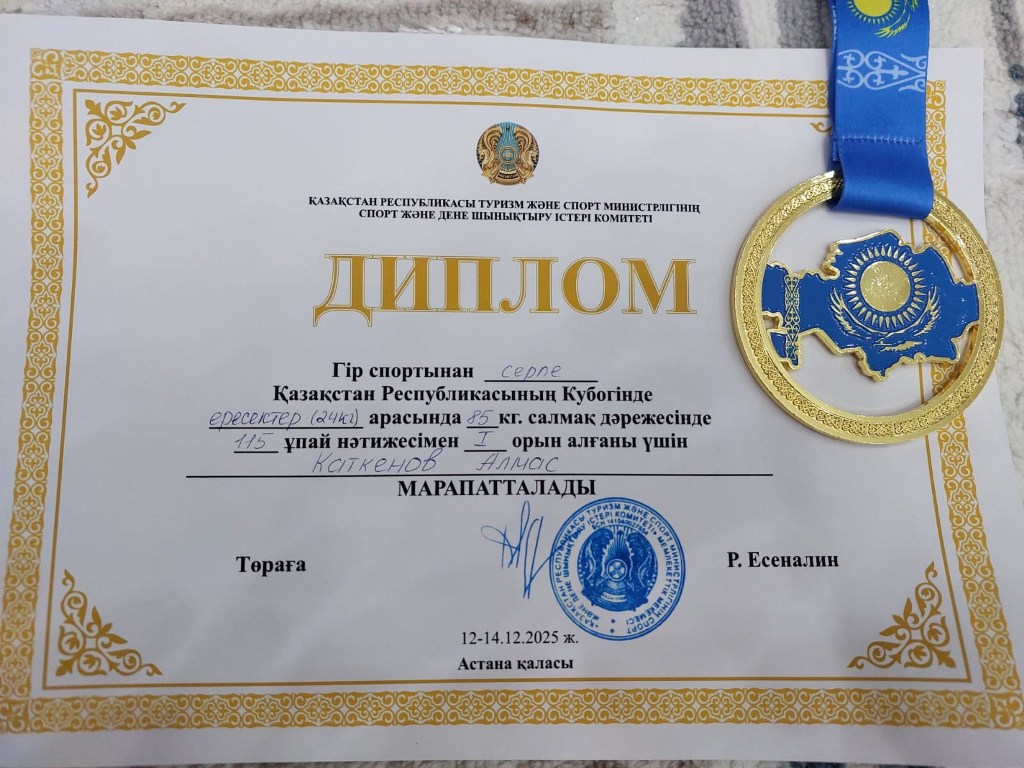 ҚАЗАҚСТАН РЕСПУБЛИКАСЫ ТУРИЗМ ЖӘНЕ СПОРТ МИНИСТРЛІГІНІҢ
СПОРТ ЖӘНЕ ДЕНЕ ШЫНЫҚТЫРУ ІСТЕРІ КОМИТЕТІ
ДИПЛОМ
Гір спортынан серпе
Қазақстан Республикасының Кубогінде
ересектер (24кг) арасында 85 кг. салмақ дәрежесінде
115 ұпай нәтижесімен I орын алғаны үшін
Каткенов Алмас
МАРАПАТТАЛАДЫ
Төраға
Р. Есеналин
12-14.12.2025 ж.
Астана қаласы